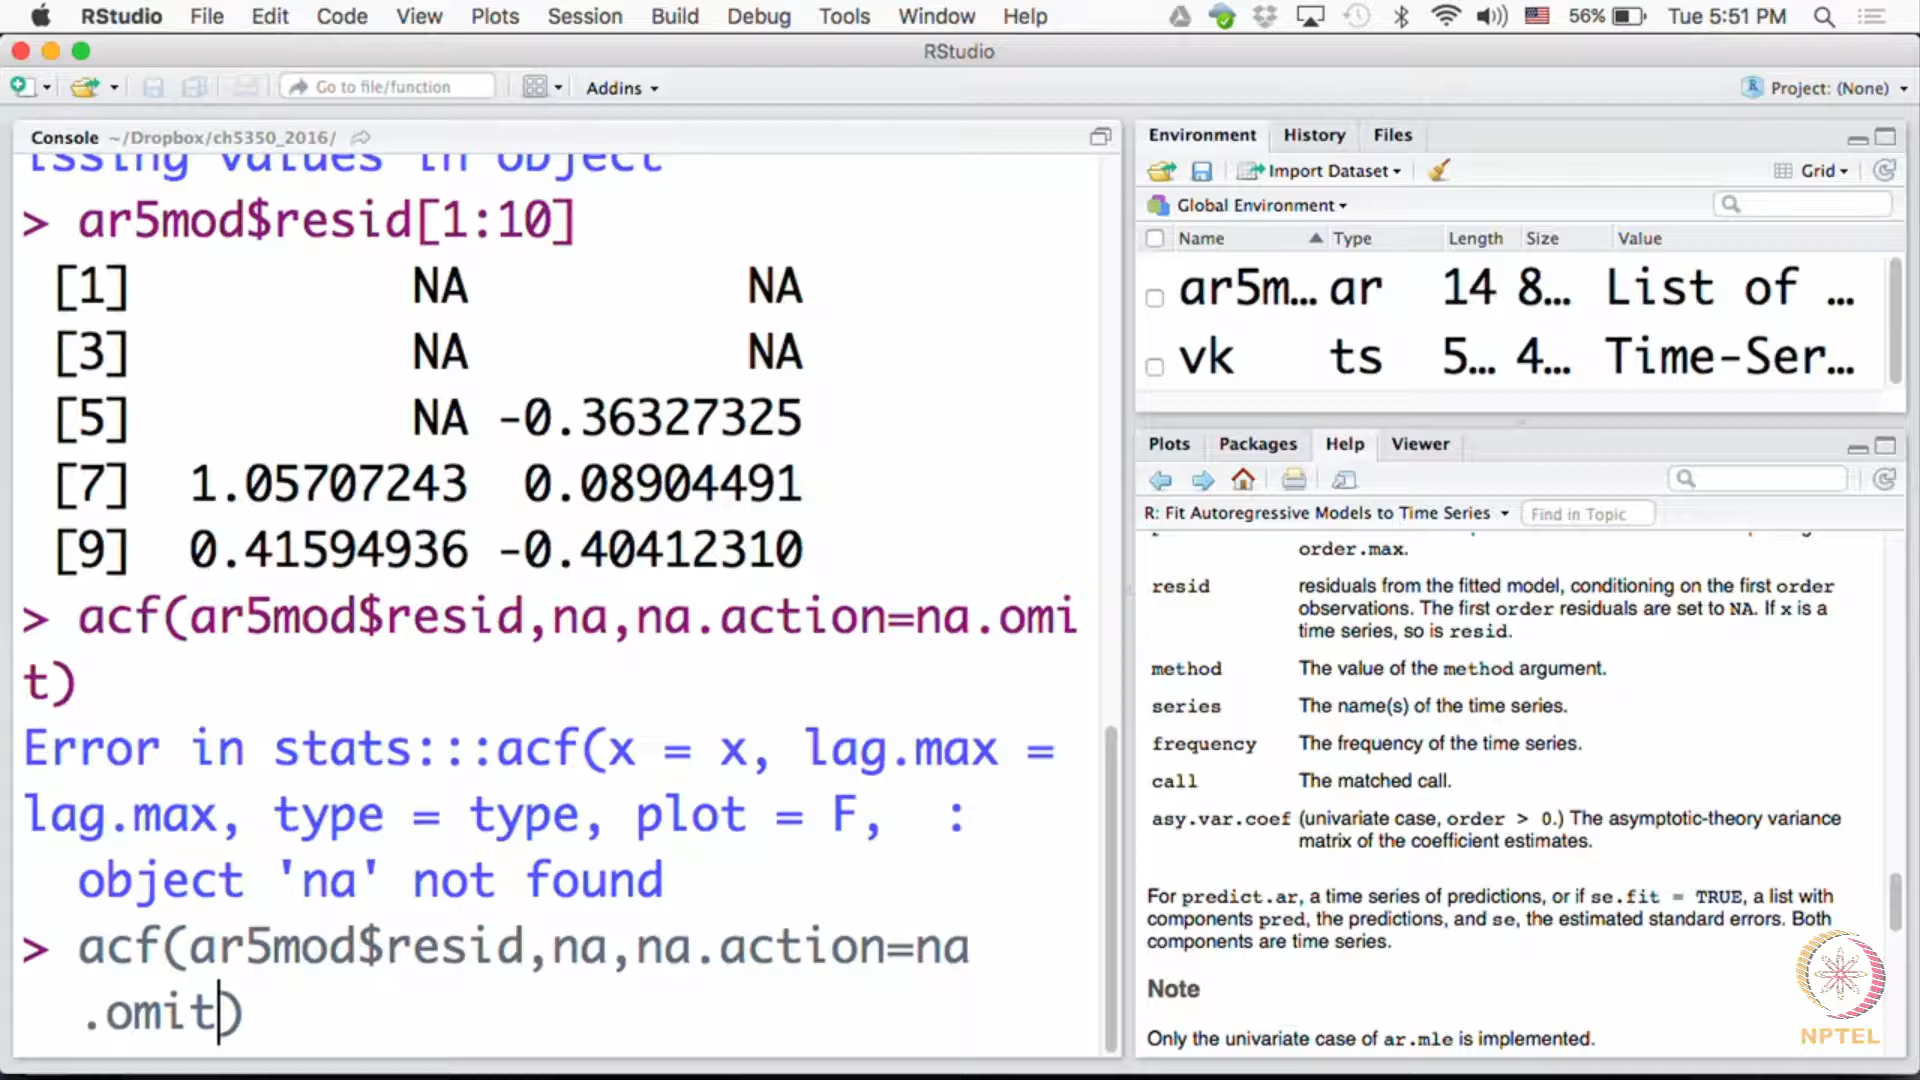 RStudio File Edit Code View Plots Session Build Debug Tools Window Help 56% Tue 5:51 PM
RStudio
Go to file/function Addins Project: (None)
Console ~/Dropbox/ch5350_2016/
issing values in object
> ar5mod$resid[1:10]
[1] NA NA
[3] NA NA
[5] NA -0.36327325
[7] 1.05707243 0.08904491
[9] 0.41594936 -0.40412310
> acf(ar5mod$resid,na,na.action=na.omi
t)
Error in stats:::acf(x = x, lag.max =
lag.max, type = type, plot = F,  :
object 'na' not found
> acf(ar5mod$resid,na,na.action=na
.omit)
Environment History Files
Import Dataset Grid
Global Environment
Name Type Length Size Value
ar5m... ar 14 8... List of ...
vk ts 5... 4... Time-Ser...
Plots Packages Help Viewer
R: Fit Autoregressive Models to Time Series Find in Topic
order.max.
resid residuals from the fitted model, conditioning on the first order
observations. The first order residuals are set to NA. If x is a
time series, so is resid.
method The value of the method argument.
series The name(s) of the time series.
frequency The frequency of the time series.
call The matched call.
asy.var.coef (univariate case, order > 0.) The asymptotic-theory variance
matrix of the coefficient estimates.
For predict.ar, a time series of predictions, or if se.fit = TRUE, a list with
components pred, the predictions, and se, the estimated standard errors. Both
components are time series.
Note
Only the univariate case of ar.mle is implemented.
NPTEL